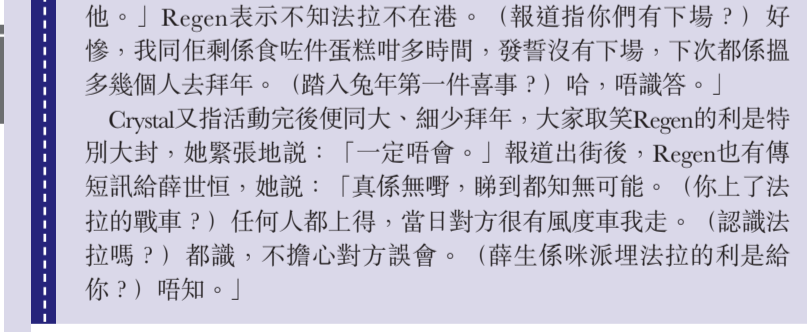 他。」Regen表示不知法拉不在港。（報道指你們有下場？）好
慘，我同佢剩係食咗件蛋糕咁多時間，發誓沒有下場，下次都係搵
多幾個人去拜年。（踏入兔年第一件喜事？）哈，唔識答。」
Crystal又指活動完後便同大、細少拜年，大家取笑Regen的利是特
別大封，她緊張地説：「一定唔會。」報道出街後，Regen也有傳
短訊給薛世恒，她説：「真係無嘢，睇到都知無可能。（你上了法
拉的戰車？）任何人都上得，當日對方很有風度車我走。（認識法
拉嗎？）都識，不擔心對方誤會。（薛生係咪派埋法拉的利是給
你？）唔知。」